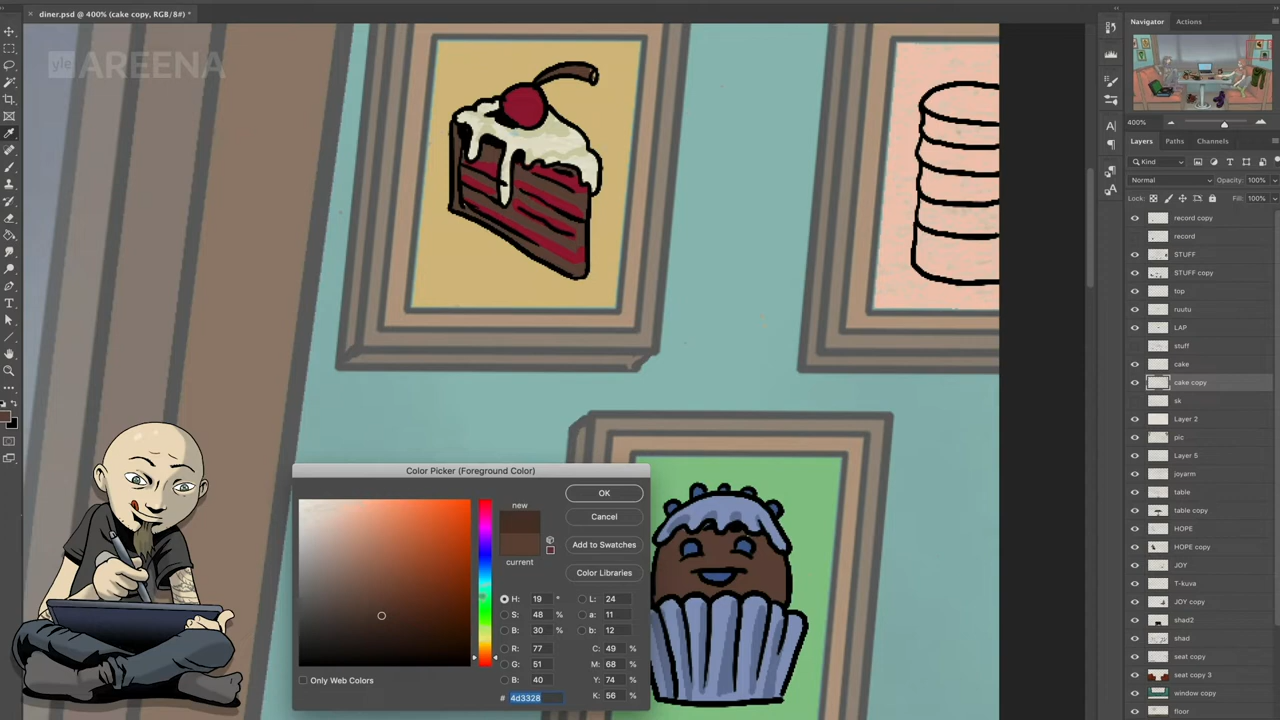 diner.psd @ 400% (cake copy, RGB/8#) *
yle AREENA
Navigator
Actions
400%
Layers
Paths
Channels
Kind
Normal
Opacity: 100%
Lock:
Fill: 100%
record copy
record
STUFF
STUFF copy
top
ruutu
LAP
stuff
cake
cake copy
sk
Layer 2
pic
Layer 5
joyarm
table
table copy
HOPE
HOPE copy
JOY
T-kuva
JOY copy
shad2
shad
seat copy
seat copy 3
window copy
floor
Color Picker (Foreground Color)
new
current
OK
Cancel
Add to Swatches
Color Libraries
H: 19 °
L: 24
S: 48 %
a: 11
B: 30 %
b: 12
R: 77
C: 49 %
G: 51
M: 68 %
B: 40
Y: 74 %
# 4d3328
K: 56 %
Only Web Colors